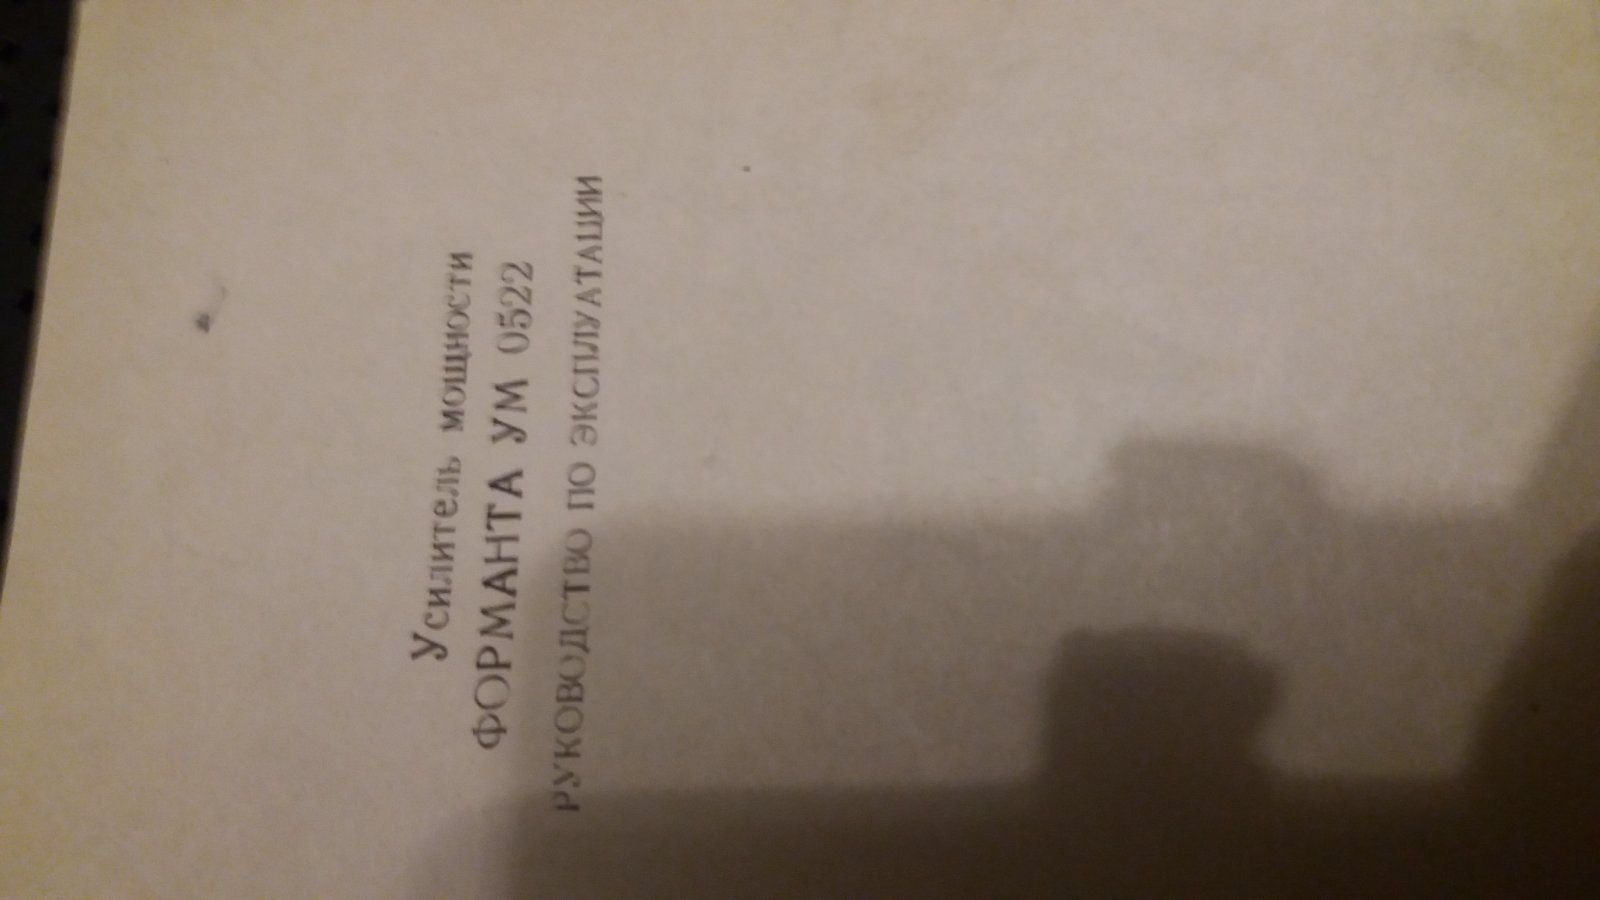 Усилитель мощности
ФОРМАНТА УМ 0522
РУКОВОДСТВО ПО ЭКСПЛУАТАЦИИ